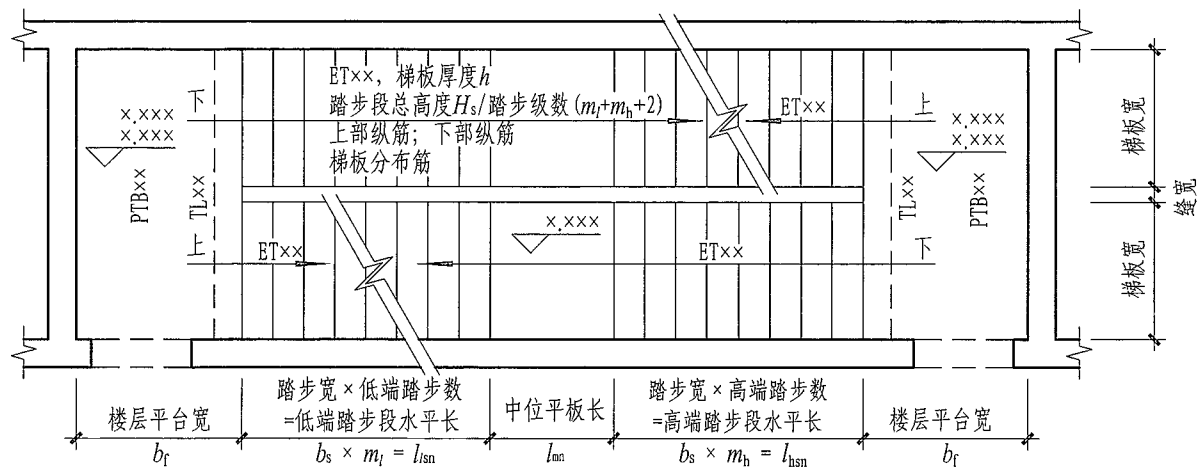 ET××，梯板厚度h
踏步段总高度Hs/踏步级数(ml+mh+2)
上部纵筋；下部纵筋
梯板分布筋
下
×.×××
×.×××
PTB××
TL××
上
ET××
×.×××
ET××
上
×.×××
×.×××
TL××
PTB××
ET××
下
梯板宽
缝宽
梯板宽
楼层平台宽
bf
踏步宽×低端踏步数
=低端踏步段水平长
bs × ml = llsn
中位平板长
lmn
踏步宽×高端踏步数
=高端踏步段水平长
bs × mh = lhsn
楼层平台宽
bf